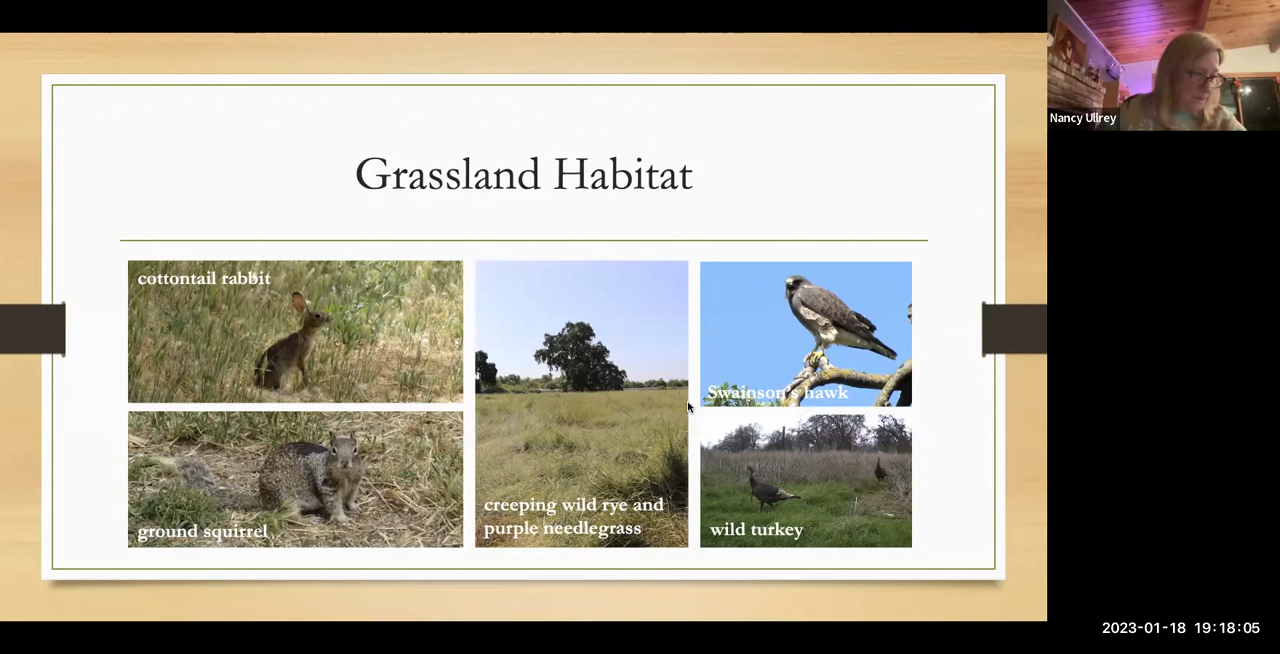 Nancy Ullrey
Grassland Habitat
cottontail rabbit
ground squirrel
creeping wild rye and
purple needlegrass
Swainson's hawk
wild turkey
2023-01-18 19:18:05